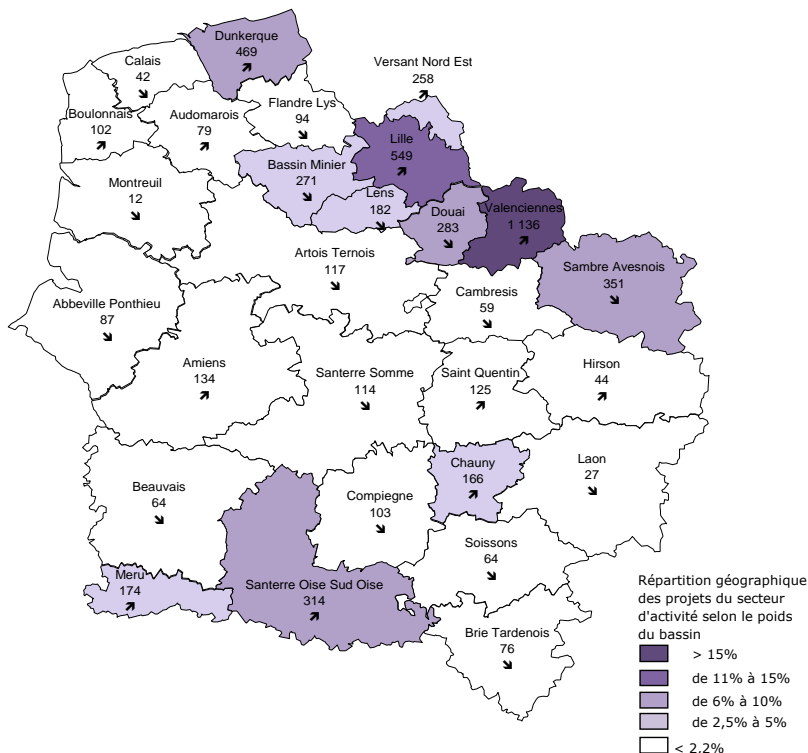 Dunkerque
469
Calais
42
Versant Nord Est
258
Boulonnais
102
Audomarois
79
Flandre Lys
94
Lille
549
Bassin Minier
271
Montreuil
12
Lens
182
Douai
283
Valenciennes
1 136
Artois Ternois
117
Sambre Avesnois
351
Cambresis
59
Abbeville Ponthieu
87
Amiens
134
Santerre Somme
114
Saint Quentin
125
Hirson
44
Chauny
166
Laon
27
Beauvais
64
Compiegne
103
Soissons
64
Meru
174
Santerre Oise Sud Oise
314
Brie Tardenois
76
Répartition géographique
des projets du secteur
d'activité selon le poids
du bassin
> 15%
de 11% à 15%
de 6% à 10%
de 2,5% à 5%
< 2,2%